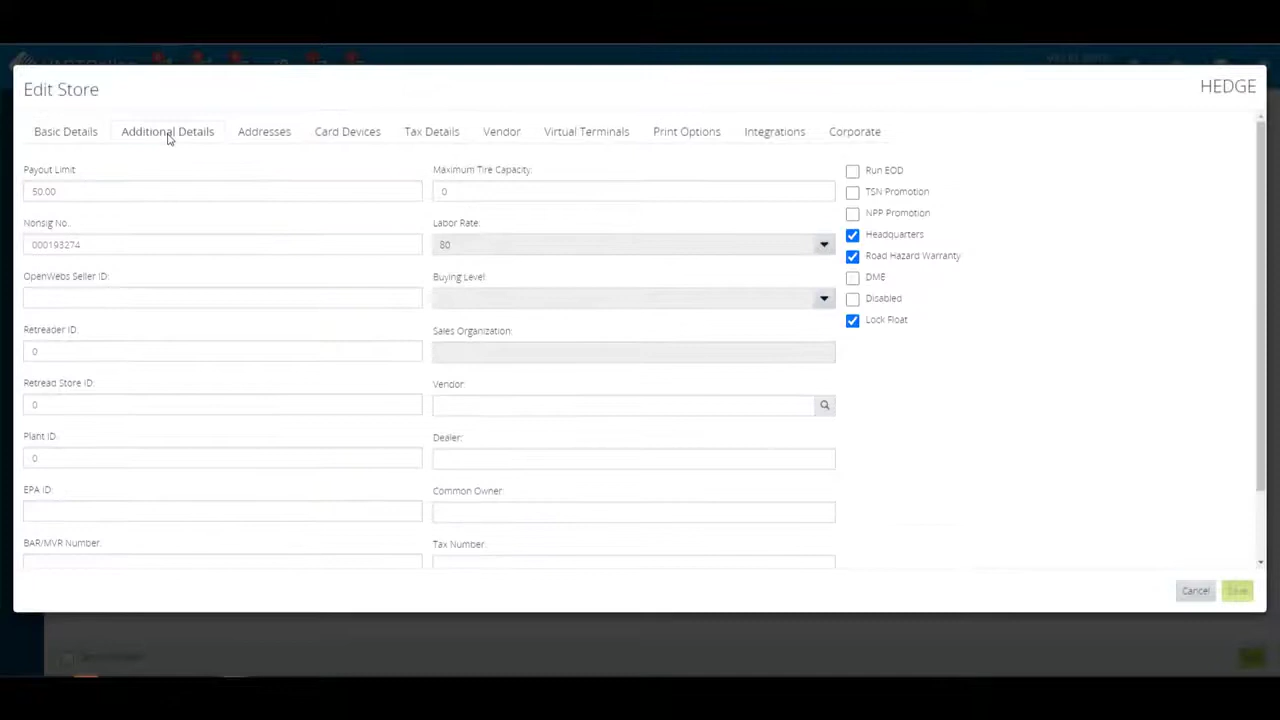 Edit Store
HEDGE
Basic Details Additional Details Addresses Card Devices Tax Details Vendor Virtual Terminals Print Options Integrations Corporate
Payout Limit:
50.00
Nonsig No.:
000193274
OpenWebs Seller ID:
Retreader ID:
0
Retread Store ID:
0
Plant ID:
0
EPA ID:
BAR/MVR Number:
Maximum Tire Capacity:
0
Labor Rate:
80
Buying Level:
Sales Organization:
Vendor:
Dealer:
Common Owner
Tax Number
Run EOD
TSN Promotion
NPP Promotion
Headquarters
Road Hazard Warranty
DME
Disabled
Lock Float
Cancel Save